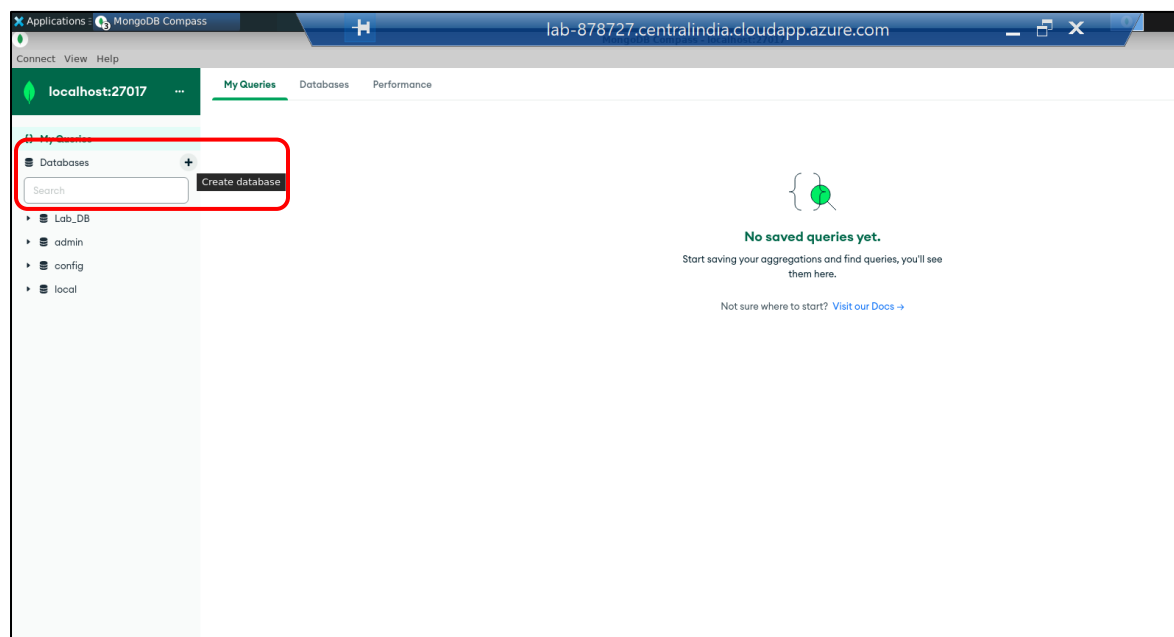 Applications MongoDB Compass
lab-878727.centralindia.cloudapp.azure.com
Connect View Help
localhost:27017 ...
My Queries Databases Performance
{} My Queries
Databases +
Create database
Search
Lab_DB
admin
config
local
No saved queries yet.
Start saving your aggregations and find queries, you'll see
them here.
Not sure where to start? Visit our Docs →